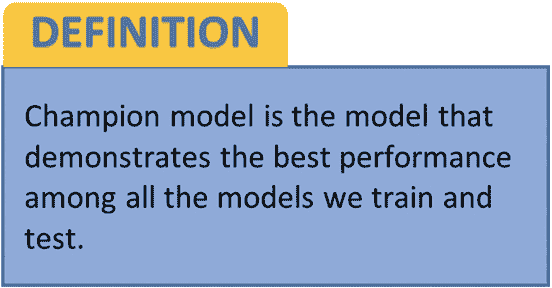 DEFINITION
Champion model is the model that
demonstrates the best performance
among all the models we train and
test.